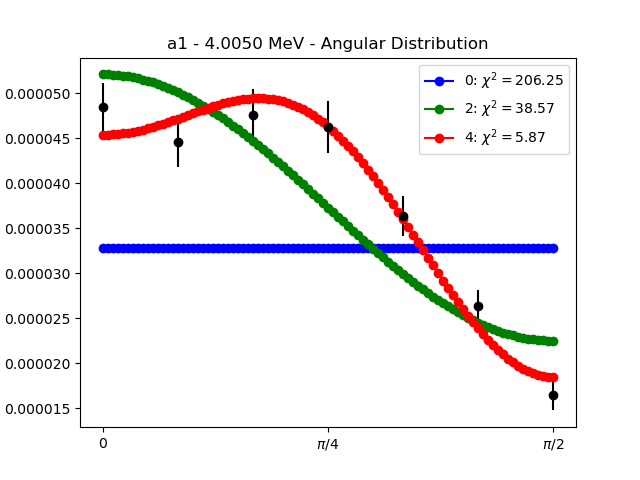 a1 - 4.0050 MeV - Angular Distribution
0: χ² = 206.25
2: χ² = 38.57
4: χ² = 5.87
0.000050
0.000045
0.000040
0.000035
0.000030
0.000025
0.000020
0.000015
0
π/4
π/2